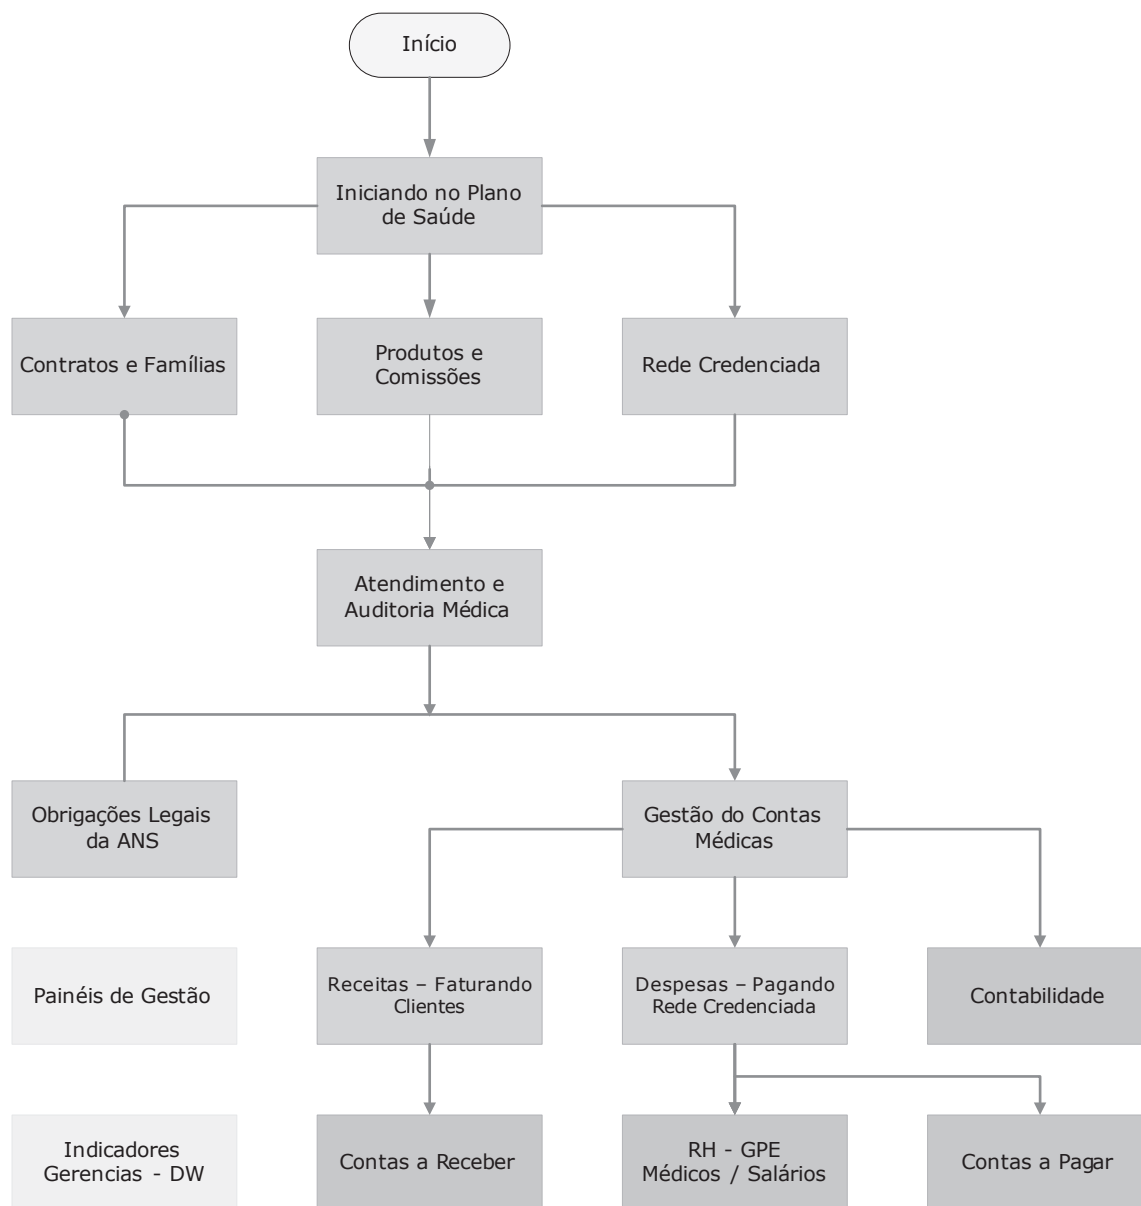 Início
Iniciando no Plano
de Saúde
Contratos e Famílias
Produtos e
Comissões
Rede Credenciada
Atendimento e
Auditoria Médica
Obrigações Legais
da ANS
Gestão do Contas
Médicas
Painéis de Gestão
Receitas – Faturando
Clientes
Despesas – Pagando
Rede Credenciada
Contabilidade
Indicadores
Gerencias - DW
Contas a Receber
RH - GPE
Médicos / Salários
Contas a Pagar